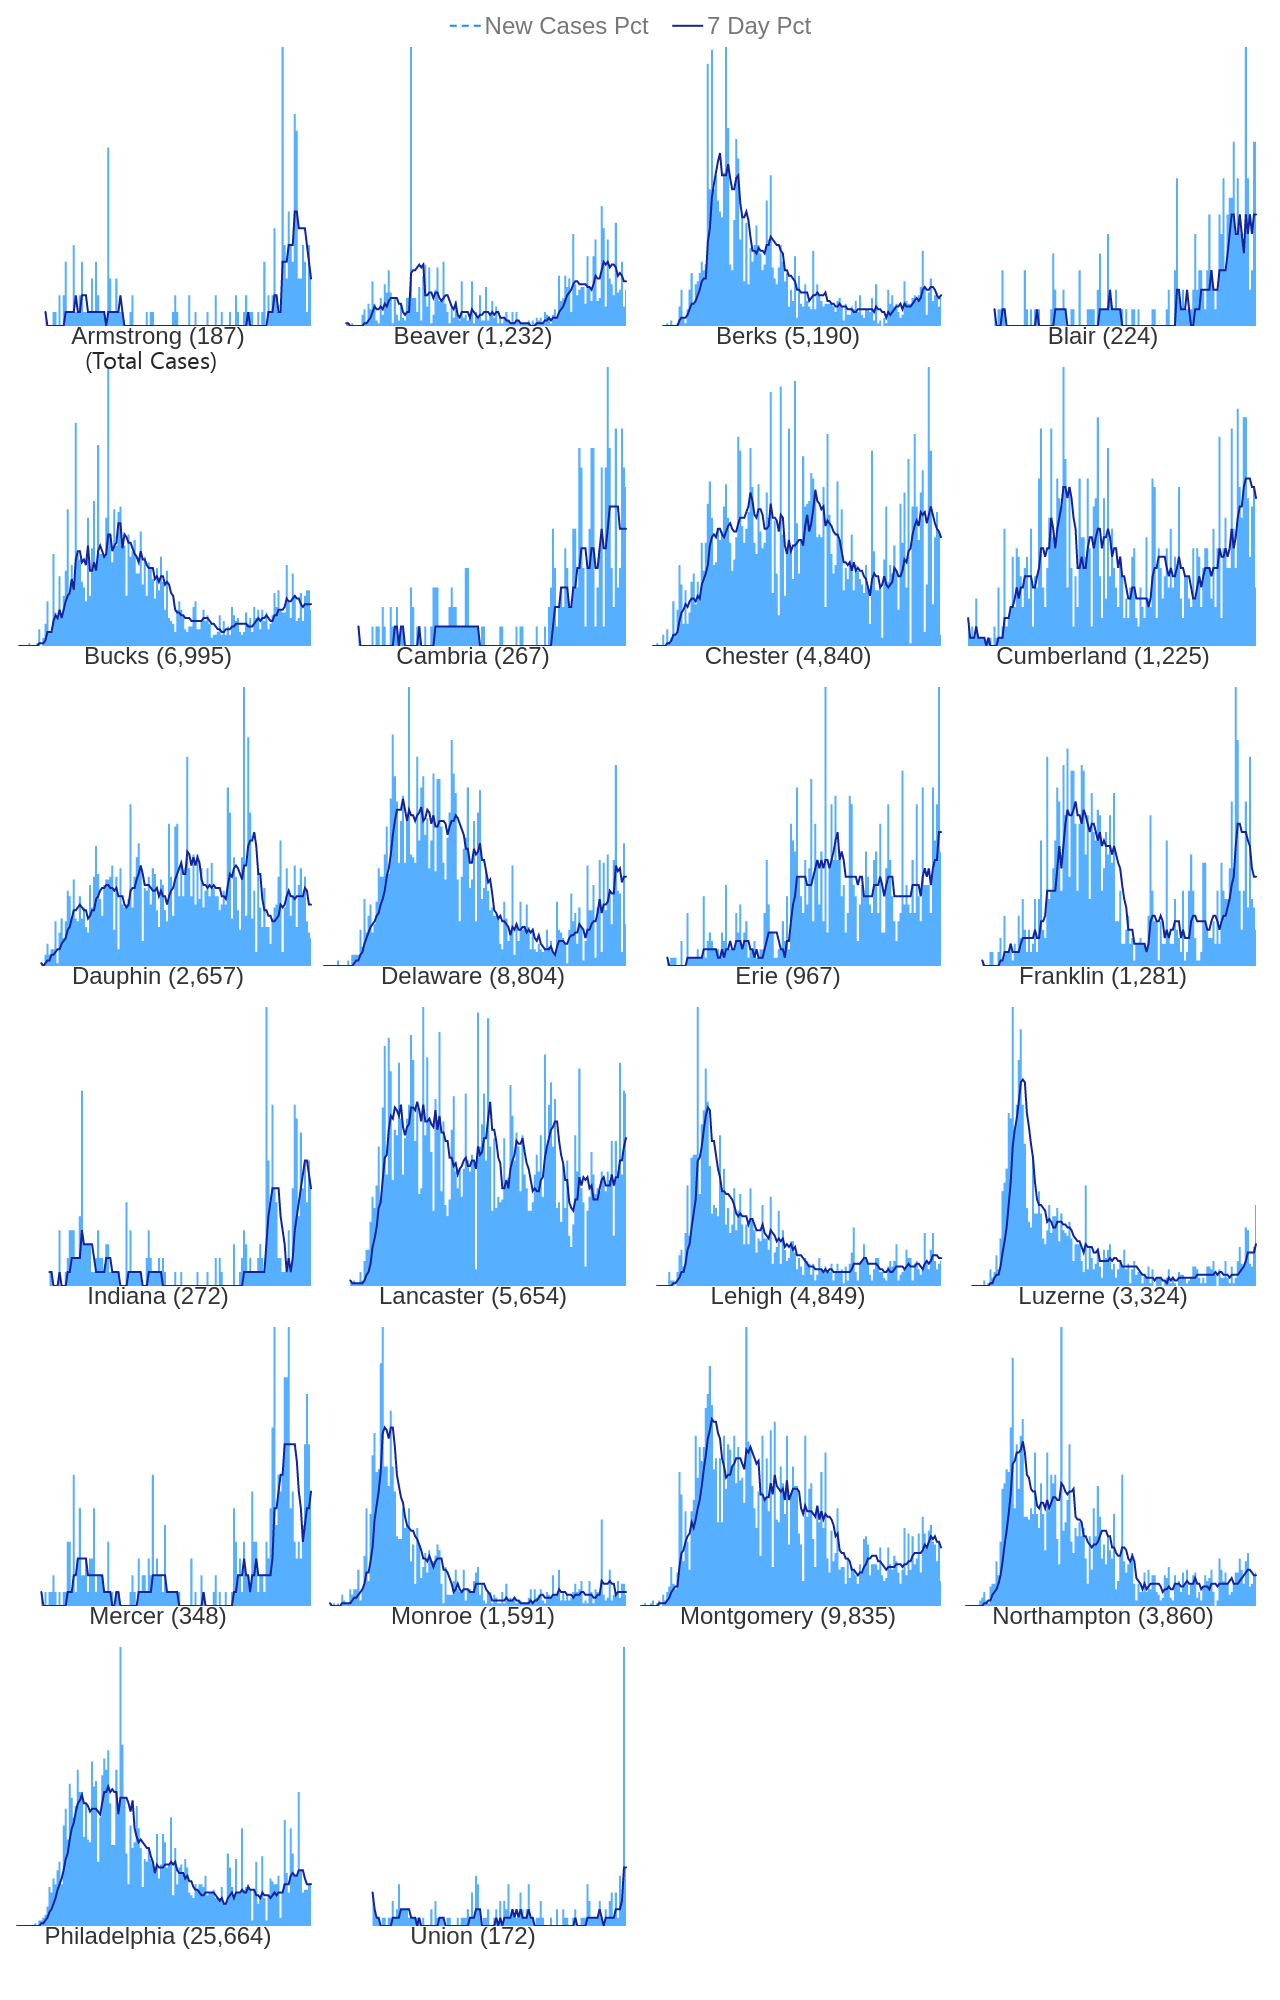 New Cases Pct 7 Day Pct
Armstrong (187) Beaver (1,232) Berks (5,190) Blair (224)
(Total Cases)
Bucks (6,995) Cambria (267) Chester (4,840) Cumberland (1,225)
Dauphin (2,657) Delaware (8,804) Erie (967) Franklin (1,281)
Indiana (272) Lancaster (5,654) Lehigh (4,849) Luzerne (3,324)
Mercer (348) Monroe (1,591) Montgomery (9,835) Northampton (3,860)
Philadelphia (25,664) Union (172)